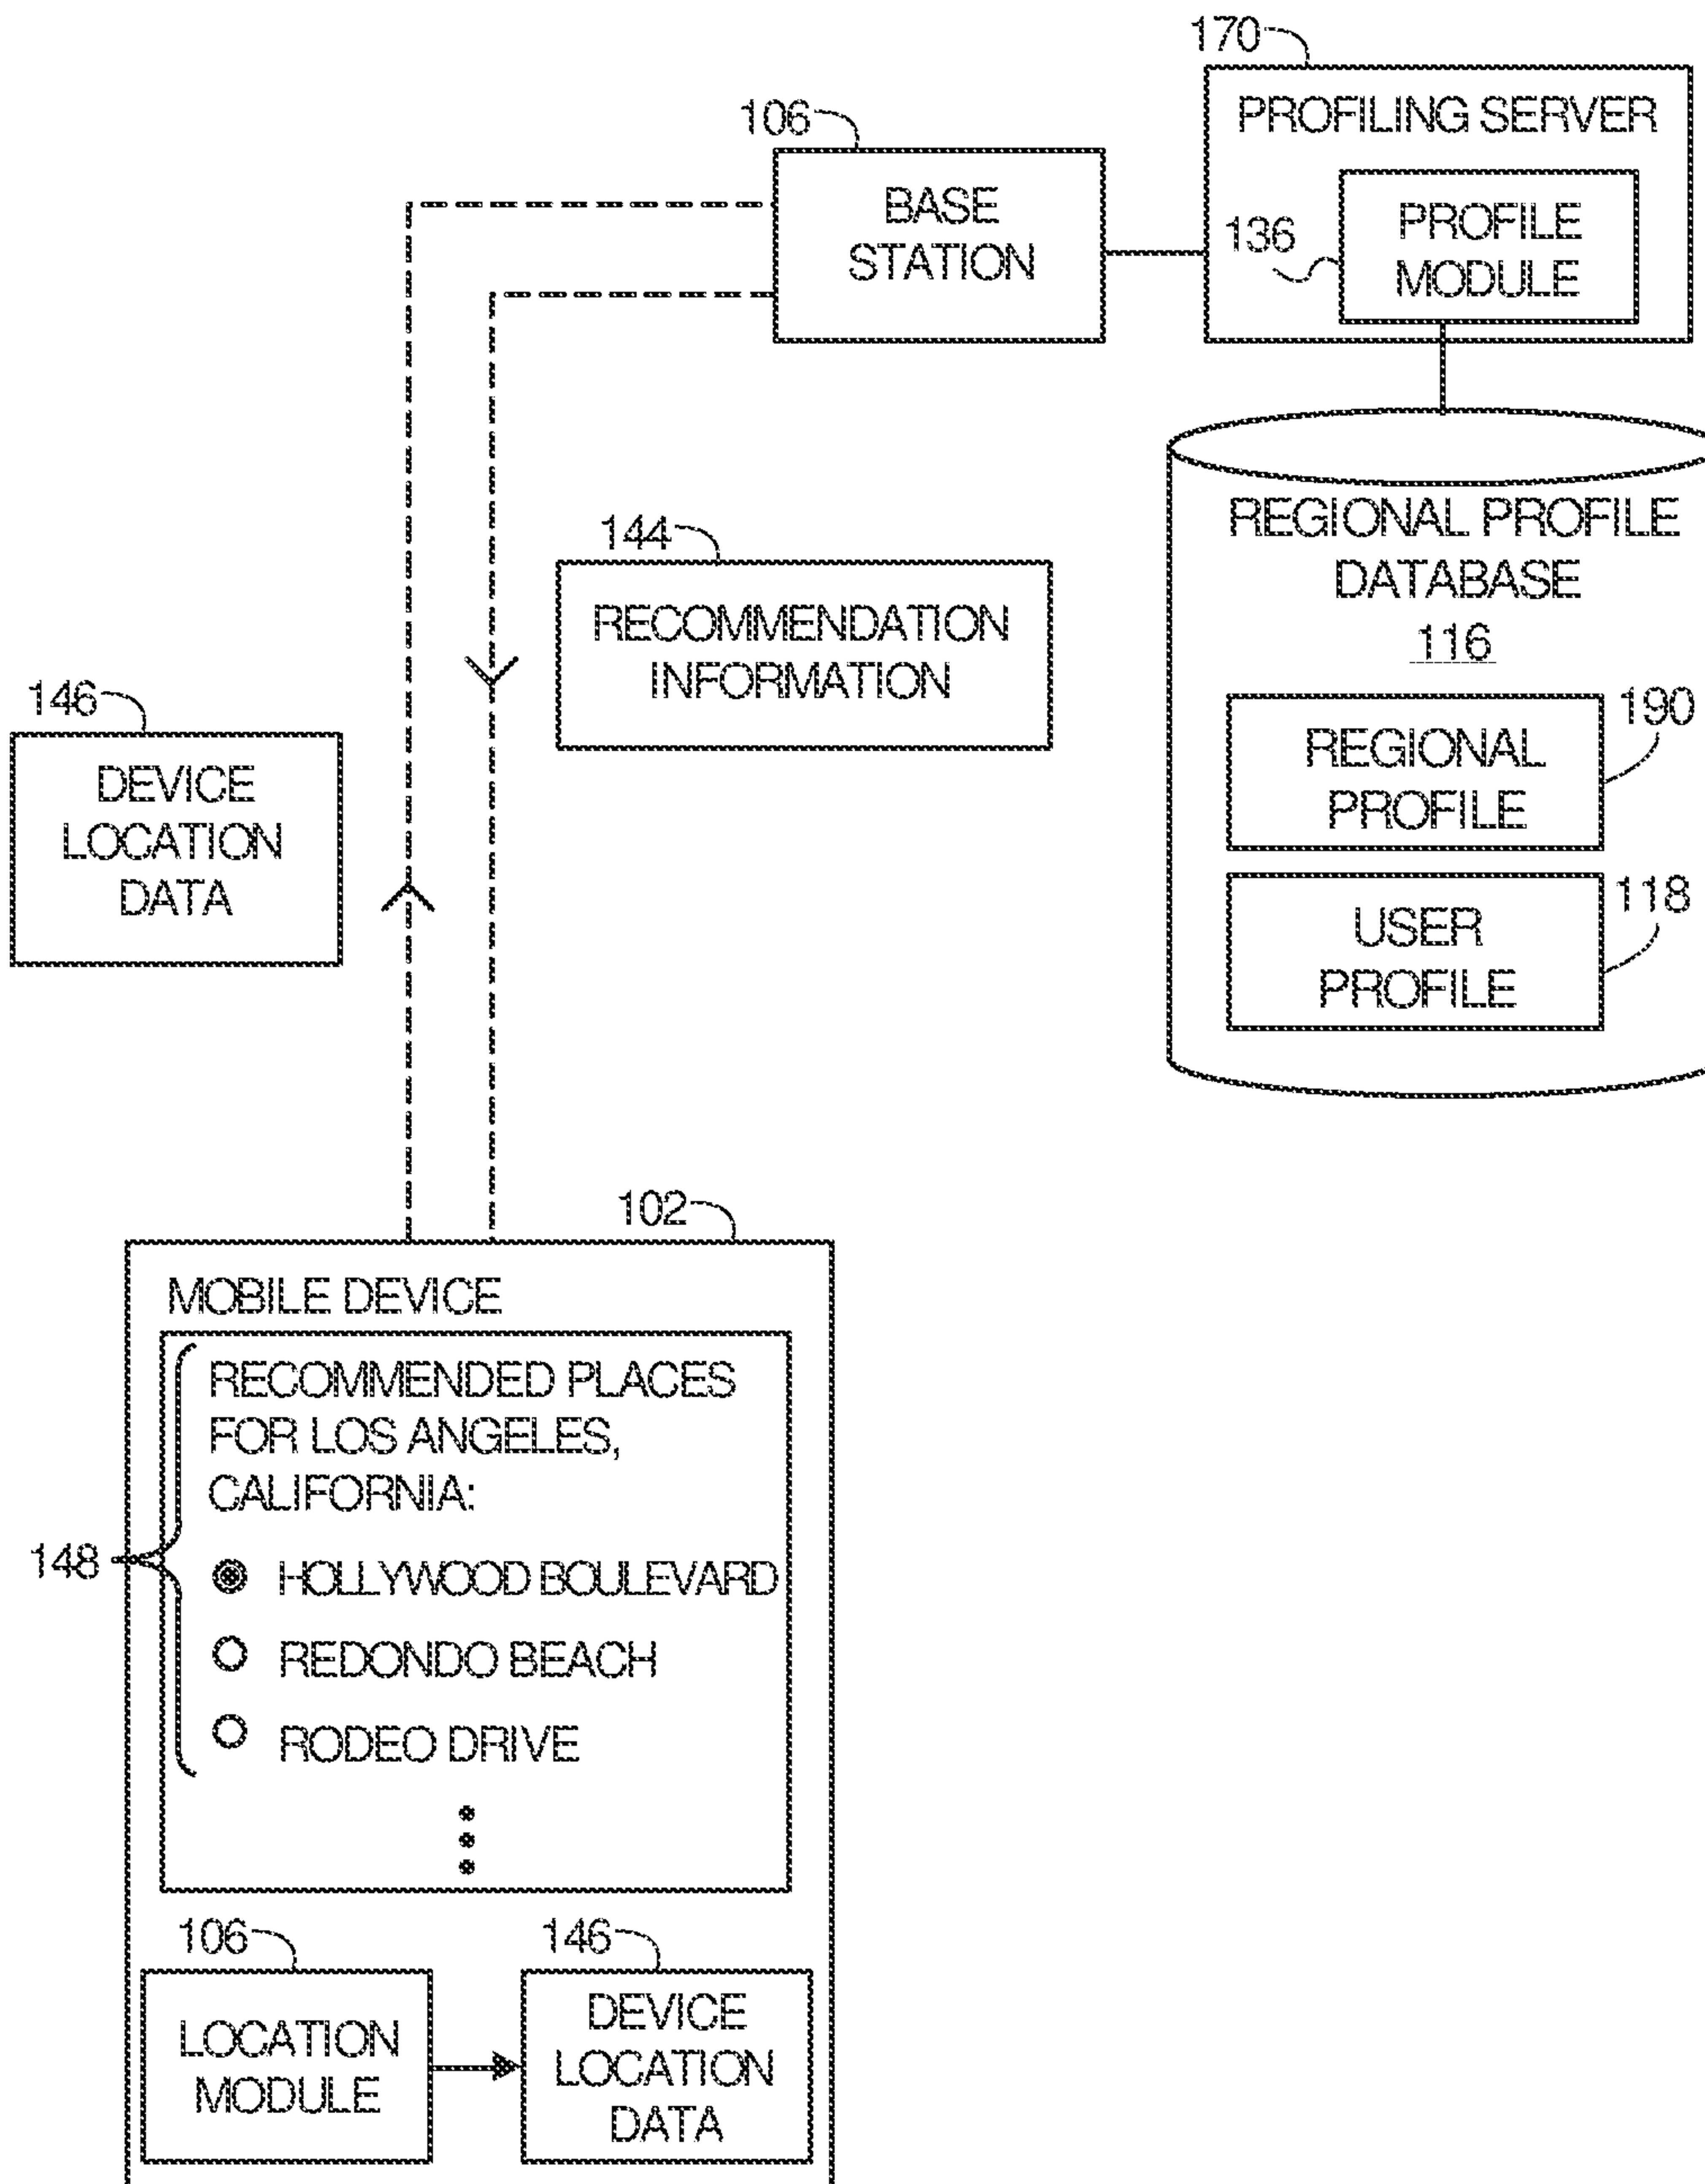 170
PROFILING SERVER
106
BASE
STATION
136
PROFILE
MODULE
REGIONAL PROFILE
DATABASE
116
144
RECOMMENDATION
INFORMATION
146
DEVICE
LOCATION
DATA
190
REGIONAL
PROFILE
118
USER
PROFILE
102
MOBILE DEVICE
RECOMMENDED PLACES
FOR LOS ANGELES,
CALIFORNIA:
148
HOLLYWOOD BOULEVARD
REDONDO BEACH
RODEO DRIVE
106
LOCATION
MODULE
146
DEVICE
LOCATION
DATA